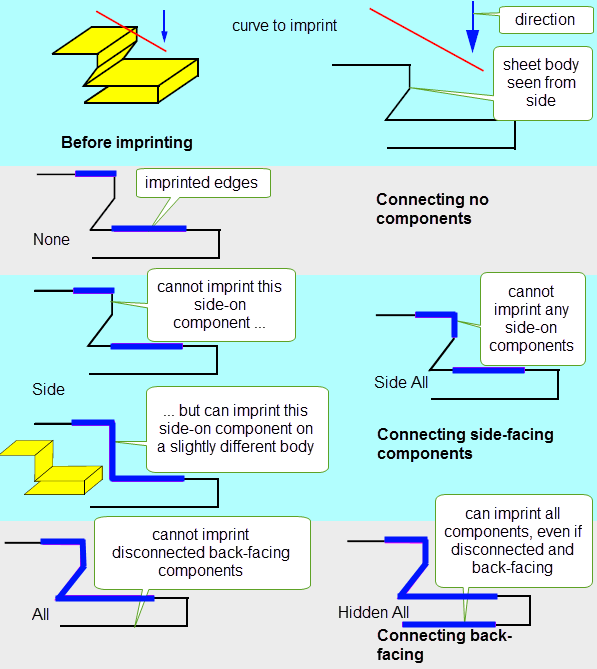 curve to imprint
direction
sheet body
seen from
side
Before imprinting
imprinted edges
None
Connecting no
components
cannot imprint this
side-on
component ...
Side
cannot
imprint any
side-on
components
Side All
... but can imprint this
side-on component on
a slightly different body
Connecting side-facing
components
cannot imprint
disconnected back-facing
components
All
can imprint all
components, even if
disconnected and
back-facing
Hidden All
Connecting back-
facing